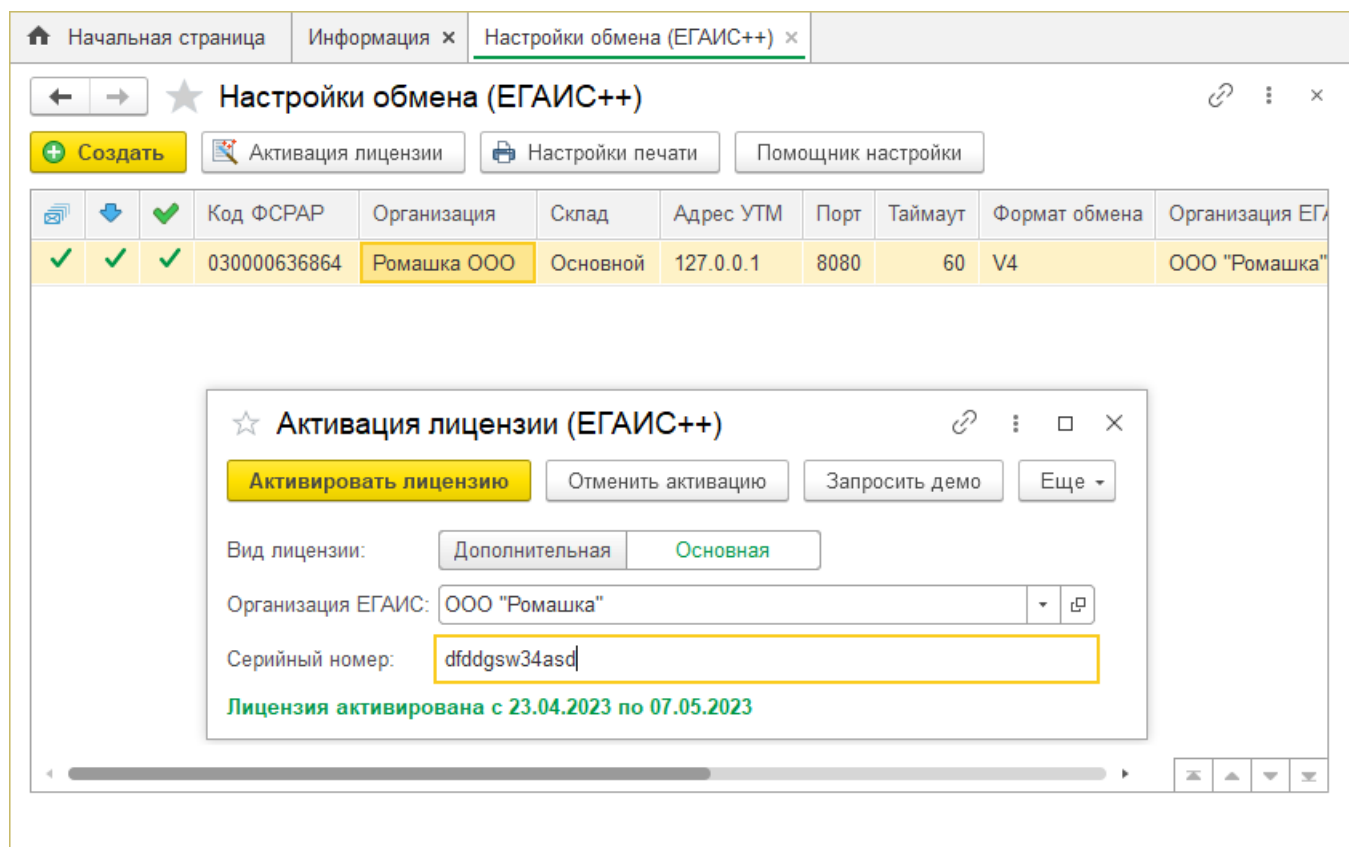 Начальная страница Информация × Настройки обмена (ЕГАИС++) ×
Настройки обмена (ЕГАИС++)
Создать Активация лицензии Настройки печати Помощник настройки
Код ФСРАР Организация Склад Адрес УТМ Порт Таймаут Формат обмена Организация ЕГА
030000636864 Ромашка ООО Основной 127.0.0.1 8080 60 V4 ООО "Ромашка"
Активация лицензии (ЕГАИС++)
Активировать лицензию Отменить активацию Запросить демо Еще
Вид лицензии: Дополнительная Основная
Организация ЕГАИС: ООО "Ромашка"
Серийный номер: dfddgsw34asd
Лицензия активирована с 23.04.2023 по 07.05.2023